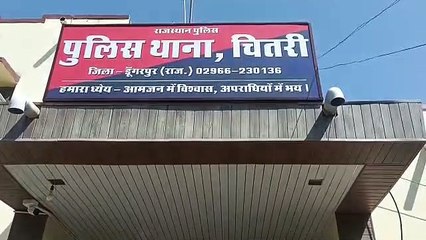 राजस्थान पुलिस
पुलिस थाना, चितरी
जिला – डूंगरपुर (राज.) 02966-230136
हमारा ध्येय – आमजन में विश्वास, अपराधियों में भय।